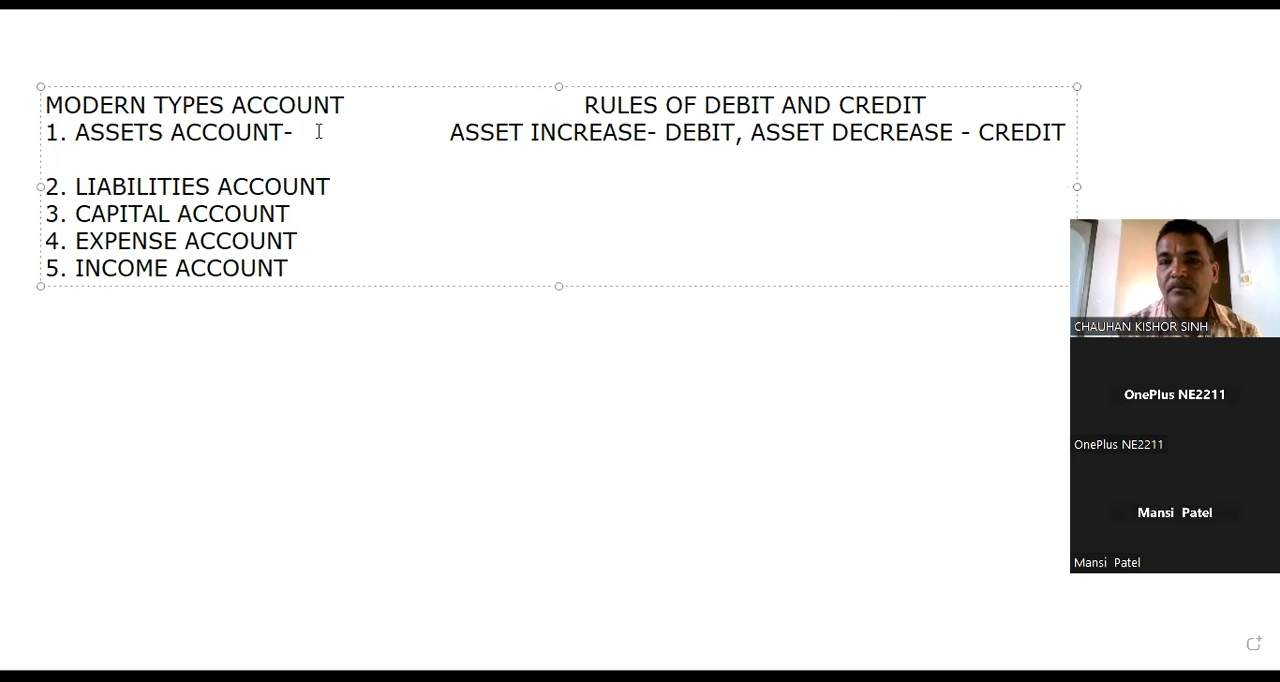 MODERN TYPES ACCOUNT RULES OF DEBIT AND CREDIT
1. ASSETS ACCOUNT- ASSET INCREASE- DEBIT, ASSET DECREASE - CREDIT
2. LIABILITIES ACCOUNT
3. CAPITAL ACCOUNT
4. EXPENSE ACCOUNT
5. INCOME ACCOUNT
CHAUHAN KISHOR SINH
OnePlus NE2211
OnePlus NE2211
Mansi Patel
Mansi Patel